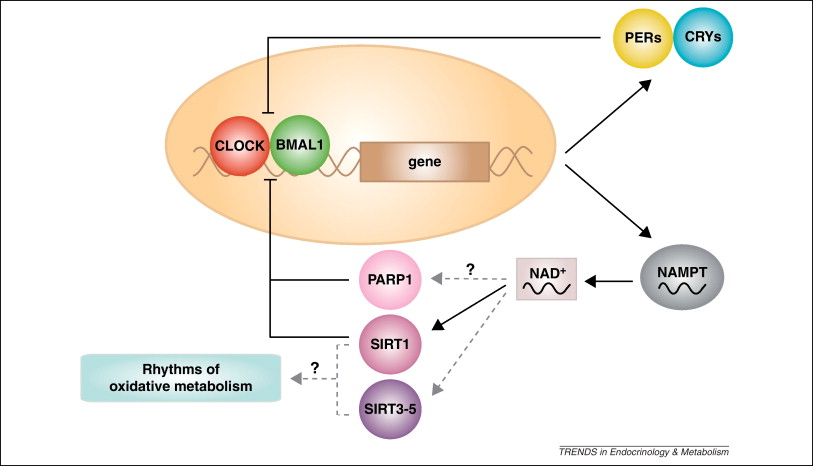 PERs
CRYs
CLOCK
BMAL1
gene
PARP1
?
NAD+
NAMPT
SIRT1
Rhythms of
oxidative metabolism
?
SIRT3-5
TRENDS in Endocrinology & Metabolism